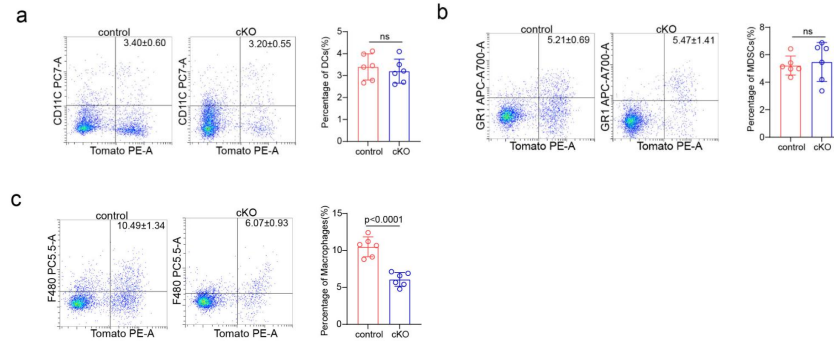 a
control
cKO
3.40±0.60
3.20±0.55
CD11C PC7-A
CD11C PC7-A
Tomato PE-A
Tomato PE-A
Percentage of DCs(%)
ns
5
4
3
2
1
0
control
cKO
b
control
cKO
5.21±0.69
5.47±1.41
GR1 APC-A700-A
GR1 APC-A700-A
Tomato PE-A
Tomato PE-A
Percentage of MDSCs(%)
ns
8
6
4
2
0
control
cKO
c
control
cKO
10.49±1.34
6.07±0.93
F480 PC5.5-A
F480 PC5.5-A
Tomato PE-A
Tomato PE-A
Percentage of Macrophages(%)
p<0.0001
15
10
5
0
control
cKO